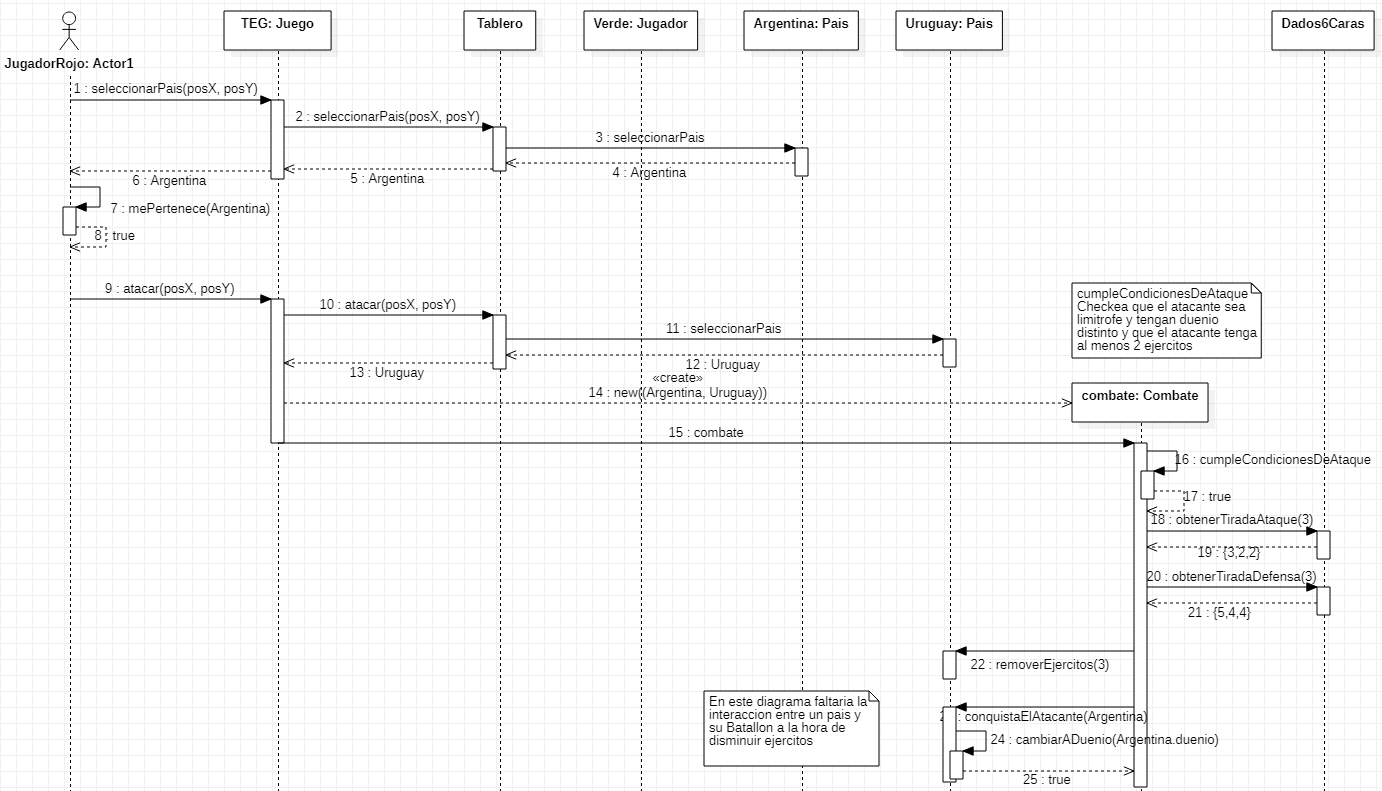 TEG: Juego
Tablero
Verde: Jugador
Argentina: Pais
Uruguay: Pais
Dados6Caras
JugadorRojo: Actor1
1 : seleccionarPais(posX, posY)
2 : seleccionarPais(posX, posY)
3 : seleccionarPais
4 : Argentina
5 : Argentina
6 : Argentina
7 : mePertenece(Argentina)
8 : true
9 : atacar(posX, posY)
10 : atacar(posX, posY)
11 : seleccionarPais
12 : Uruguay
13 : Uruguay
«create»
14 : new((Argentina, Uruguay))
cumpleCondicionesDeAtaque
Checkea que el atacante sea
limitrofe y tengan duenio
distinto y que el atacante tenga
al menos 2 ejercitos
combate: Combate
15 : combate
16 : cumpleCondicionesDeAtaque
17 : true
18 : obtenerTiradaAtaque(3)
19 : {3,2,2}
20 : obtenerTiradaDefensa(3)
21 : {5,4,4}
22 : removerEjercitos(3)
En este diagrama faltaria la
interaccion entre un pais y
su Batallon a la hora de
disminuir ejercitos
: conquistaElAtacante(Argentina)
24 : cambiarADuenio(Argentina.duenio)
25 : true